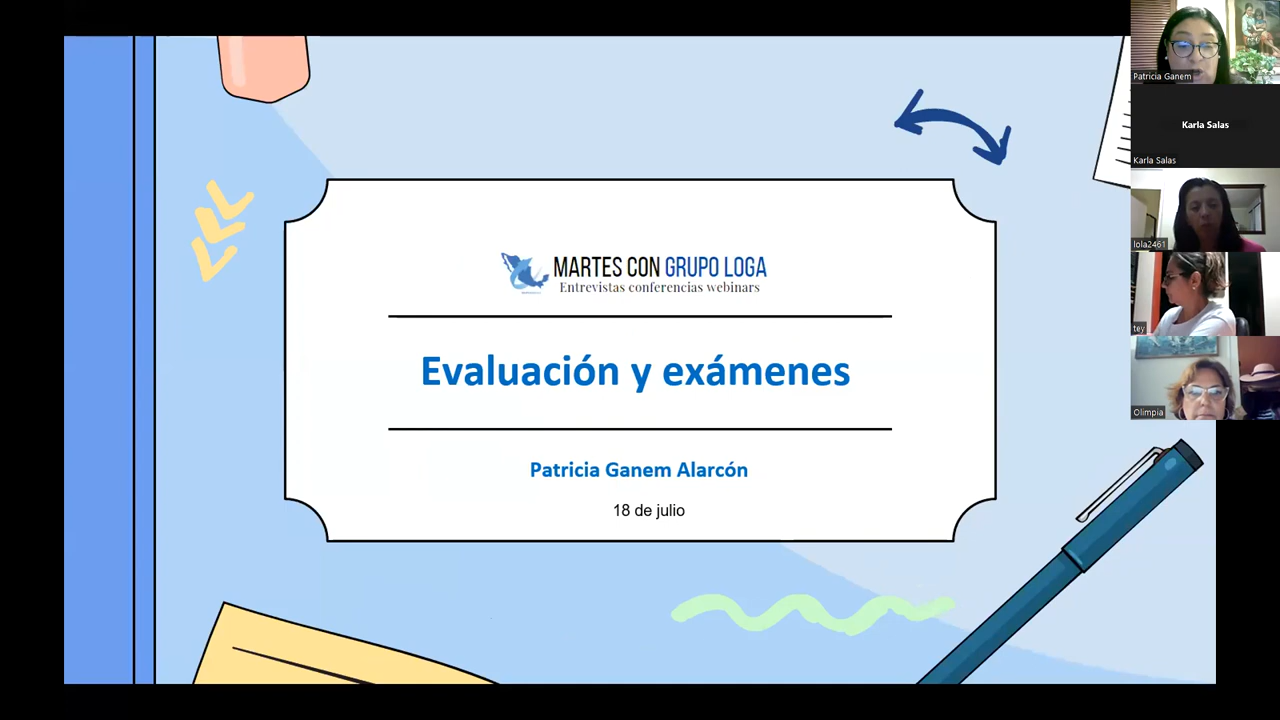 MARTES CON GRUPO LOGA
Entrevistas conferencias webinars
Evaluación y exámenes
Patricia Ganem Alarcón
18 de julio
Patricia Ganem
Karla Salas
Karla Salas
lola2461
tey
Olimpia